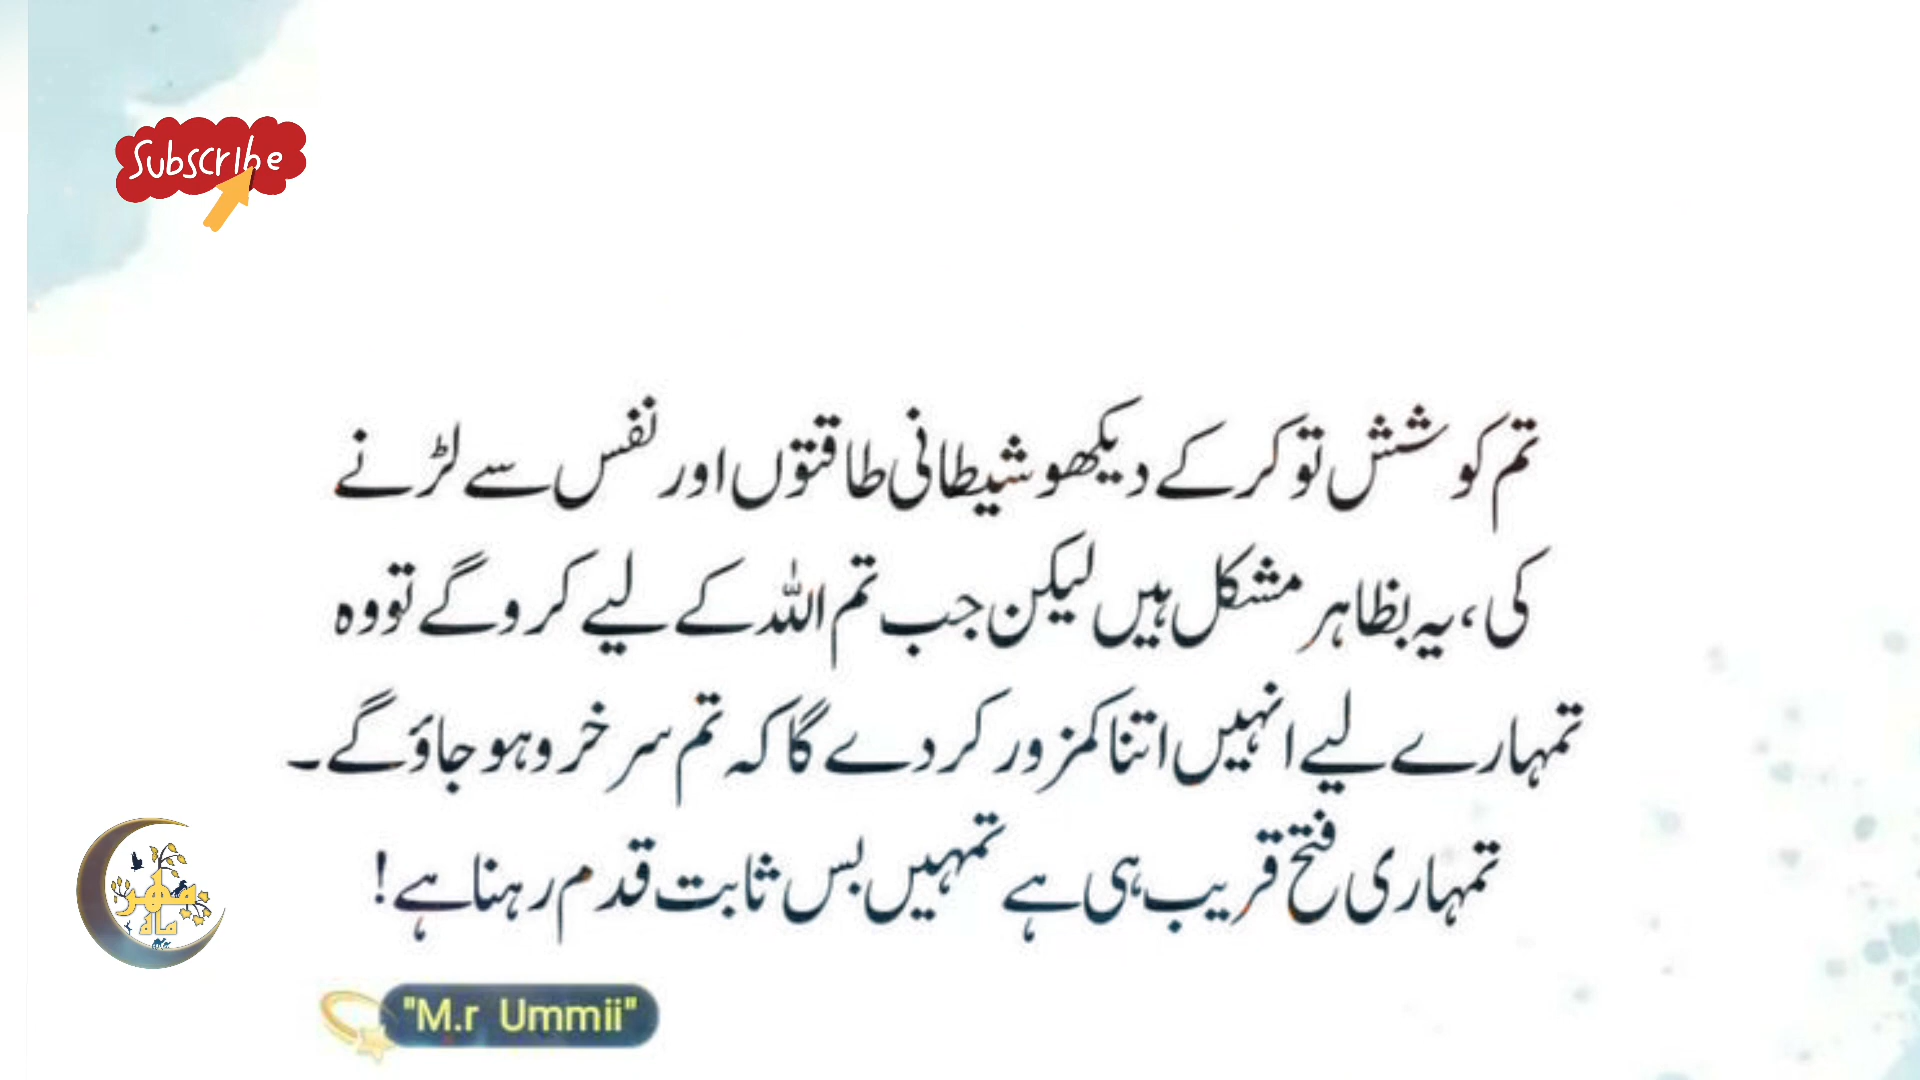 Subscribe
تم کوشش تو کر کے دیکھو شیطانی طاقتوں اور نفس سے لڑنے
کی، یہ بظاہر مشکل ہیں لیکن جب تم اللہ کے لیے کرو گے تو وہ
تمہارے لیے انہیں اتنا کمزور کر دے گا کہ تم سرخرو ہو جاؤ گے۔
تمہاری فتح قریب ہی ہے تمہیں بس ثابت قدم رہنا ہے!
مہر
ماہ
"M.r Ummii"